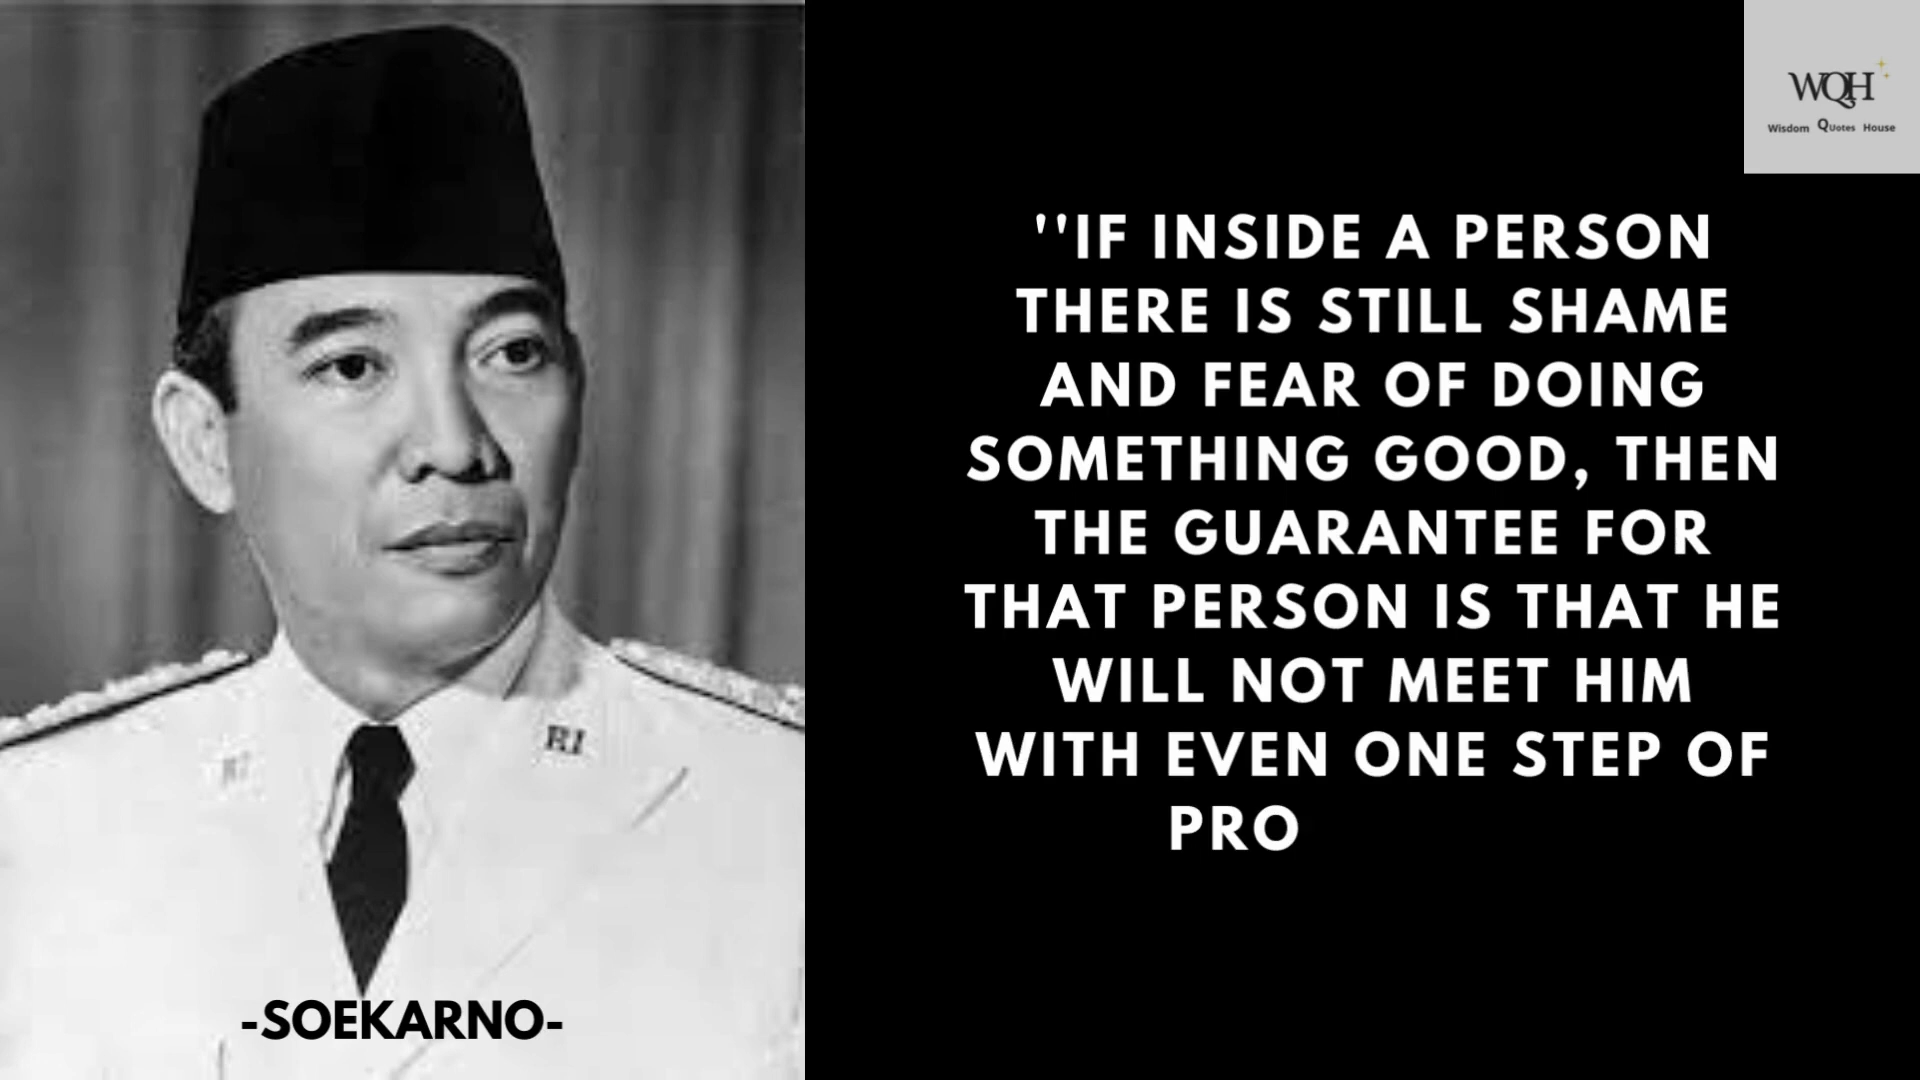 WQH
Wisdom Quotes House
''IF INSIDE A PERSON
THERE IS STILL SHAME
AND FEAR OF DOING
SOMETHING GOOD, THEN
THE GUARANTEE FOR
THAT PERSON IS THAT HE
WILL NOT MEET HIM
WITH EVEN ONE STEP OF
PRO
RI
-SOEKARNO-